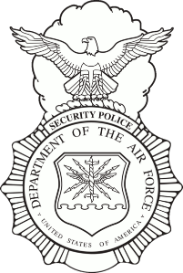 SECURITY POLICE
DEPARTMENT OF THE AIR FORCE
UNITED STATES OF AMERICA